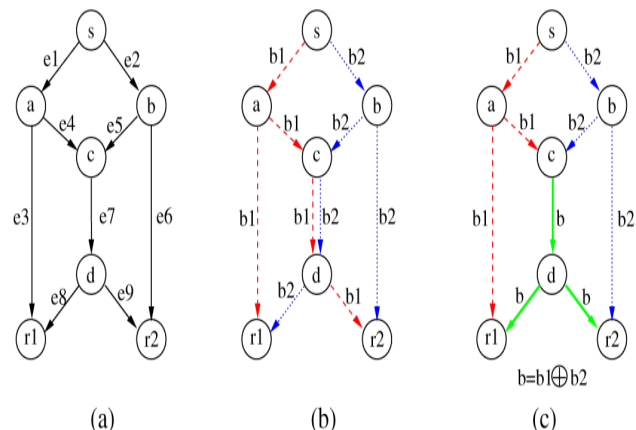 s
e1 e2
a b
e4 e5
c
e3 e7 e6
d
e8 e9
r1 r2
(a)
s
b1 b2
a b
b1 b2
c
b1 b1 b2 b2
d
b2 b1
r1 r2
(b)
s
b1 b2
a b
b1 b2
c
b1 b b2
d
b b
r1 r2
b=b1⊕b2
(c)